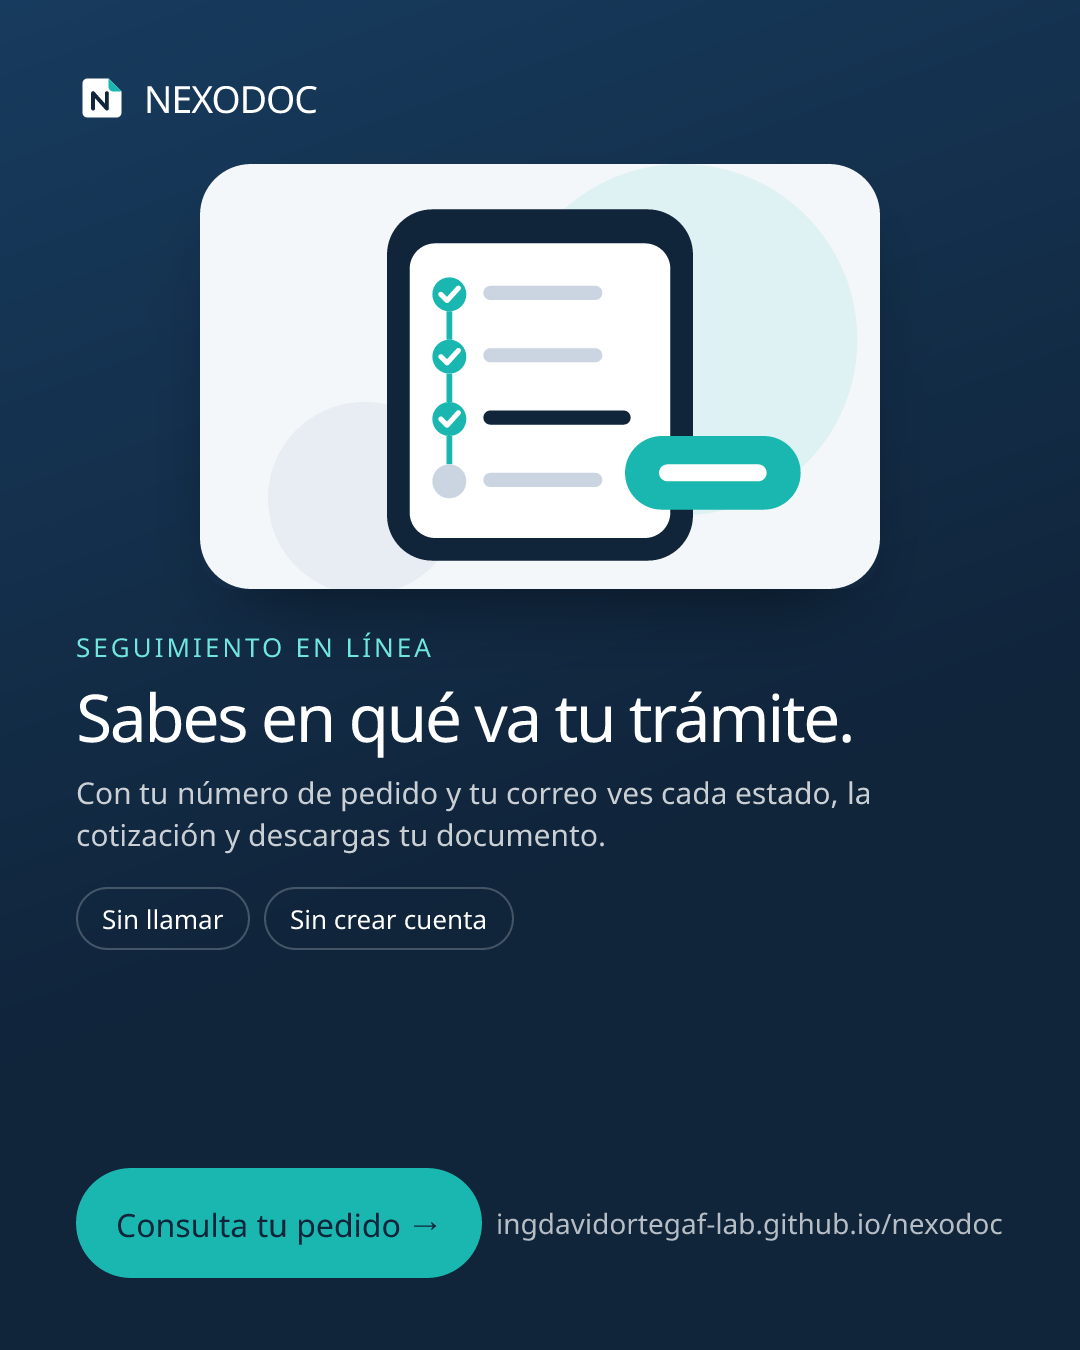 N
NEXODOC
SEGUIMIENTO EN LÍNEA
Sabes en qué va tu trámite.
Con tu número de pedido y tu correo ves cada estado, la
cotización y descargas tu documento.
Sin llamar
Sin crear cuenta
Consulta tu pedido →
ingdavidortegaf-lab.github.io/nexodoc